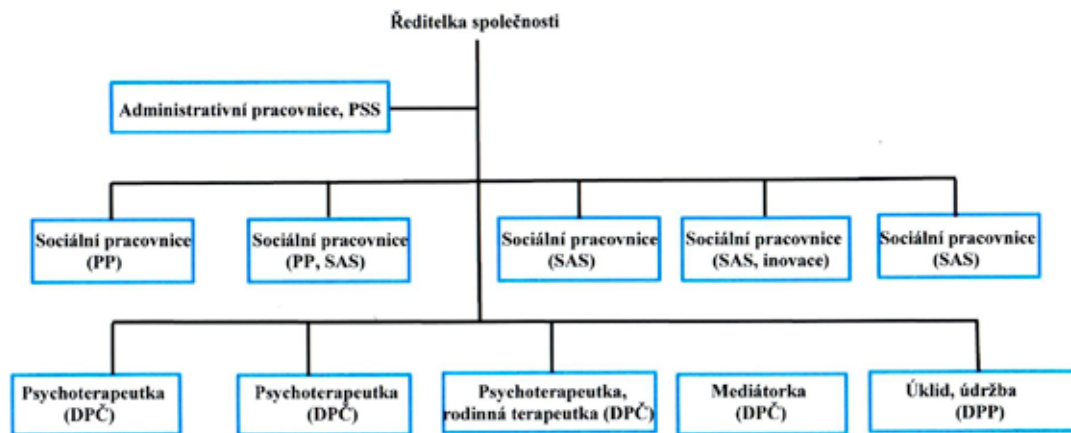 Ředitelka společnosti
Administrativní pracovnice, PSS
Sociální pracovnice
(PP)
Sociální pracovnice
(PP, SAS)
Sociální pracovnice
(SAS)
Sociální pracovnice
(SAS, inovace)
Sociální pracovnice
(SAS)
Psychoterapeutka
(DPČ)
Psychoterapeutka
(DPČ)
Psychoterapeutka,
rodinná terapeutka (DPČ)
Mediátorka
(DPČ)
Úklid, údržba
(DPP)